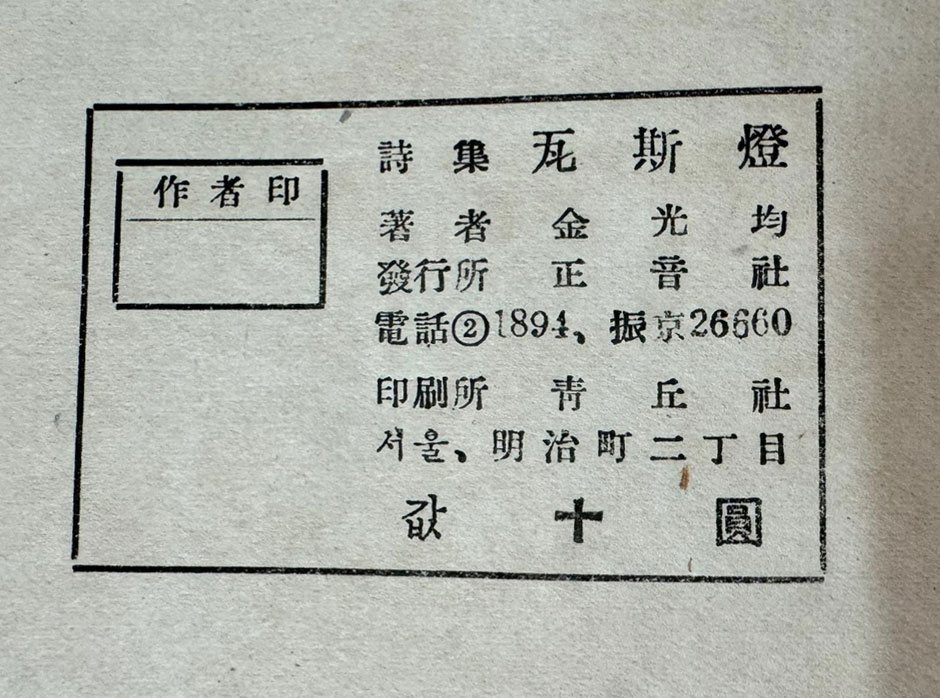 作者印
詩集 瓦斯燈
著者 金光均
發行所 正音社
電話②1894、振京26660
印刷所 靑丘社
서울、明治町二丁目
값 十圓